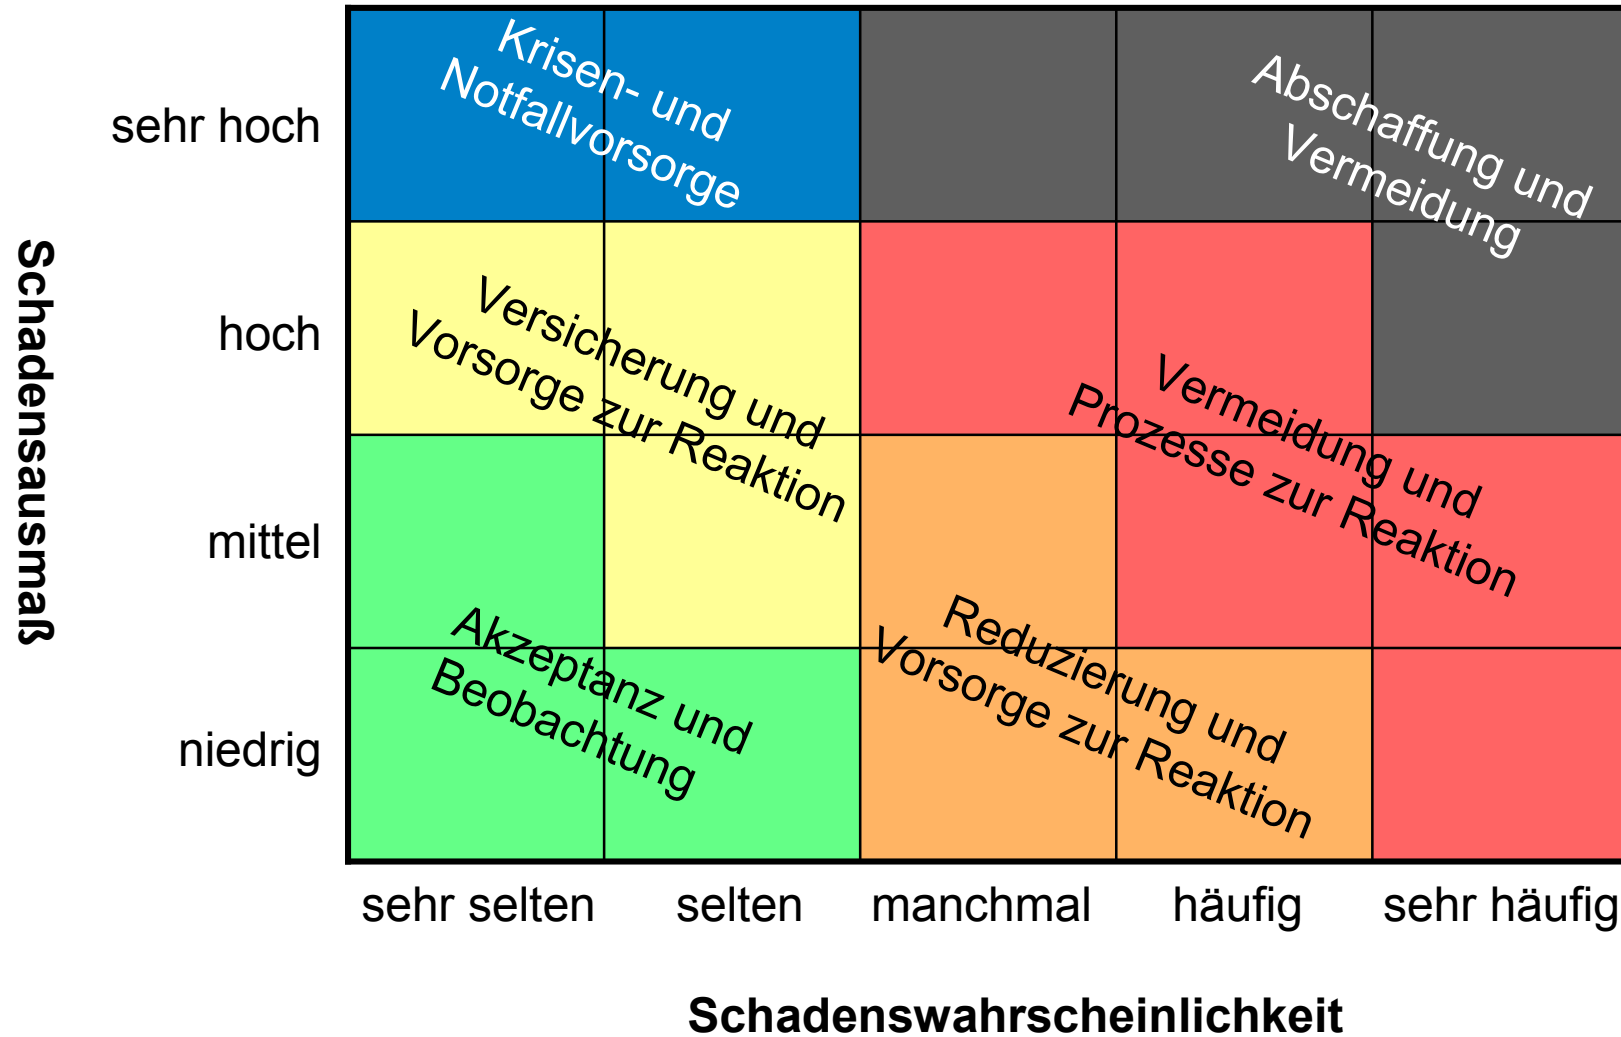 Krisen- und
Notfallvorsorge
Abschaffung und
Vermeidung
sehr hoch
Schadensausmaß
hoch
Versicherung und
Vorsorge zur Reaktion
Vermeidung und
Prozesse zur Reaktion
mittel
Akzeptanz und
Beobachtung
Reduzierung und
Vorsorge zur Reaktion
niedrig
sehr selten
selten
manchmal
häufig
sehr häufig
Schadenswahrscheinlichkeit